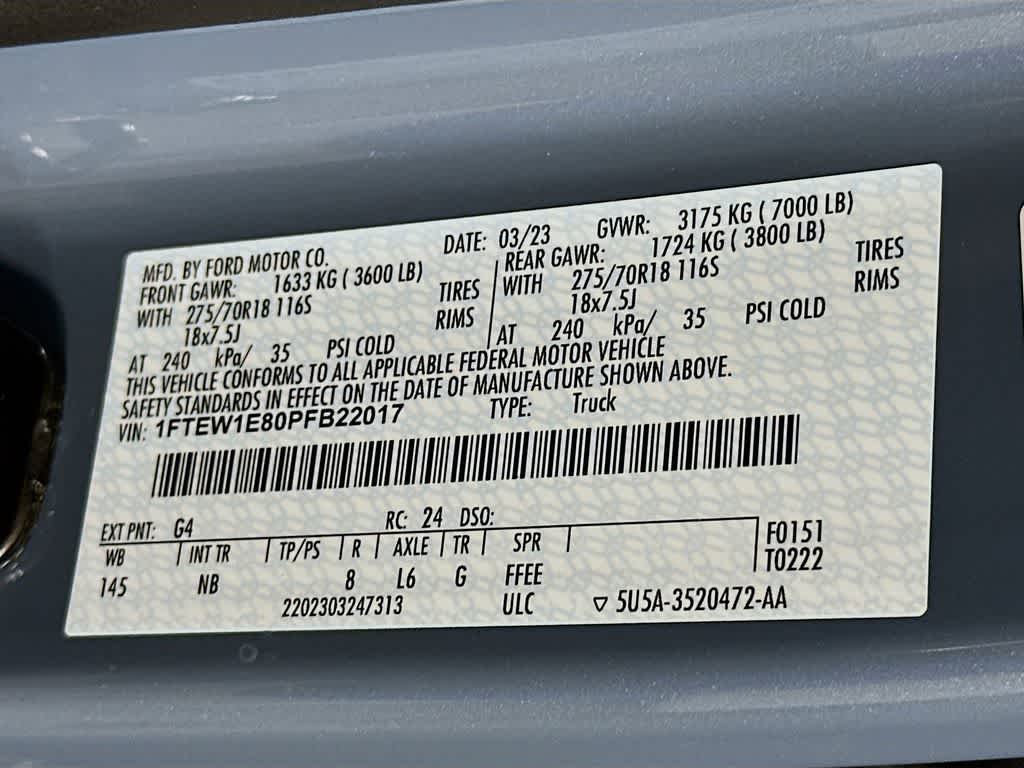 MFD. BY FORD MOTOR CO. DATE: 03/23 GVWR: 3175 KG ( 7000 LB)
FRONT GAWR: 1633 KG ( 3600 LB) REAR GAWR: 1724 KG ( 3800 LB)
WITH 275/70R18 116S TIRES WITH 275/70R18 116S TIRES
18x7.5J RIMS 18x7.5J RIMS
AT 240 kPa/ 35 PSI COLD AT 240 kPa/ 35 PSI COLD
THIS VEHICLE CONFORMS TO ALL APPLICABLE FEDERAL MOTOR VEHICLE
SAFETY STANDARDS IN EFFECT ON THE DATE OF MANUFACTURE SHOWN ABOVE.
VIN: 1FTEW1E80PFB22017 TYPE: Truck
EXT PNT: G4 RC: 24 DSO:
WB INT TR TP/PS R AXLE TR SPR F0151
T0222
145 NB 8 L6 G FFEE
2202303247313 ULC ▽ 5U5A-3520472-AA